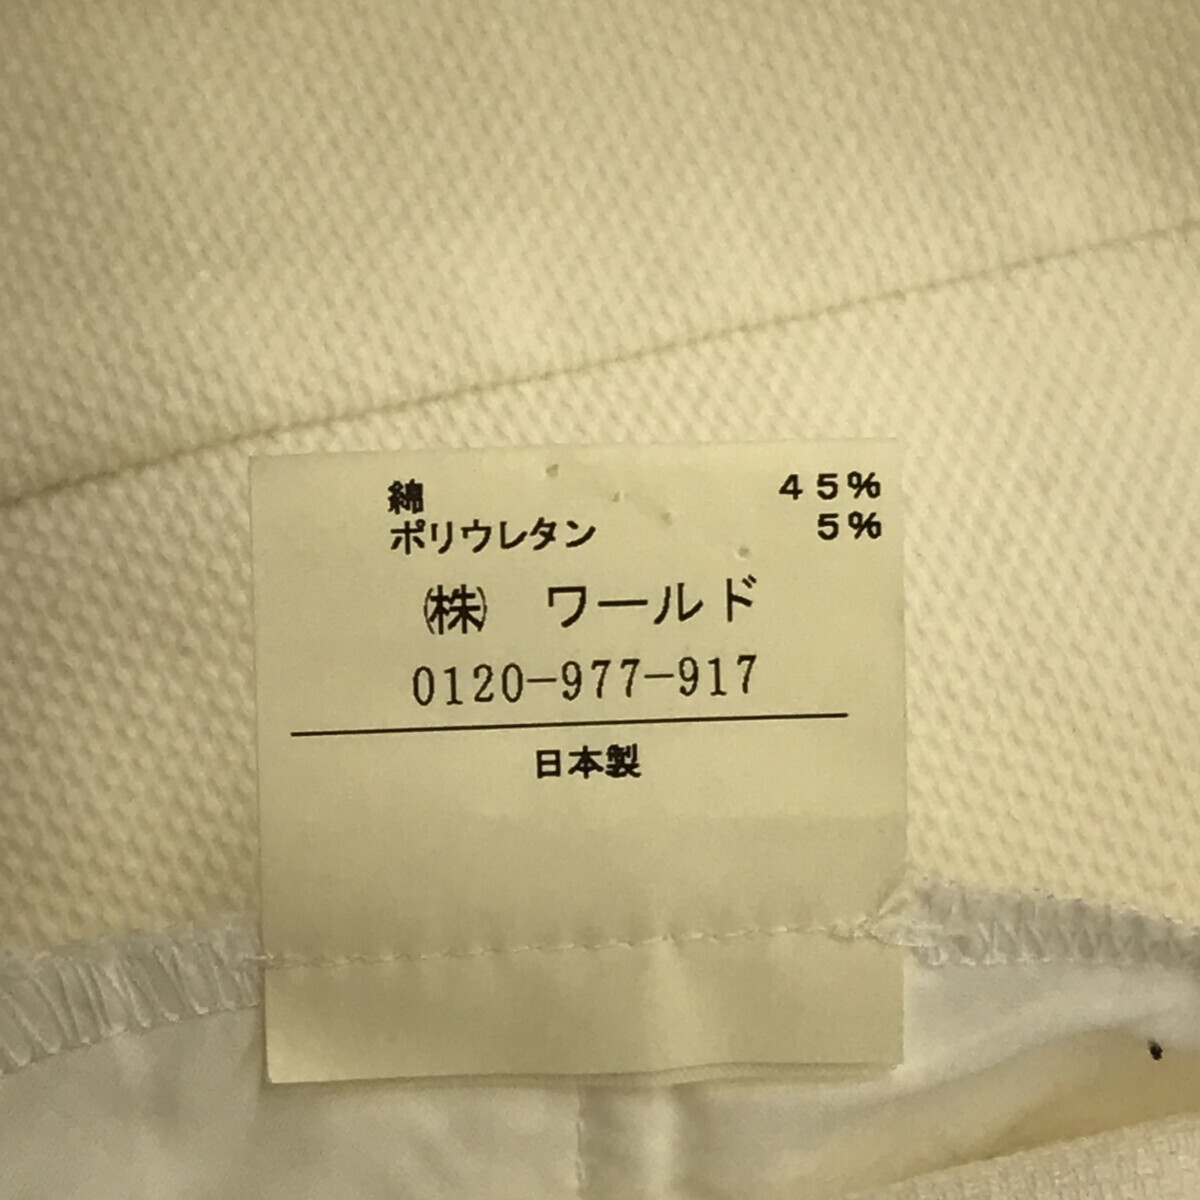 綿 45%
ポリウレタン 5%
㈱ ワールド
0120-977-917
日本製